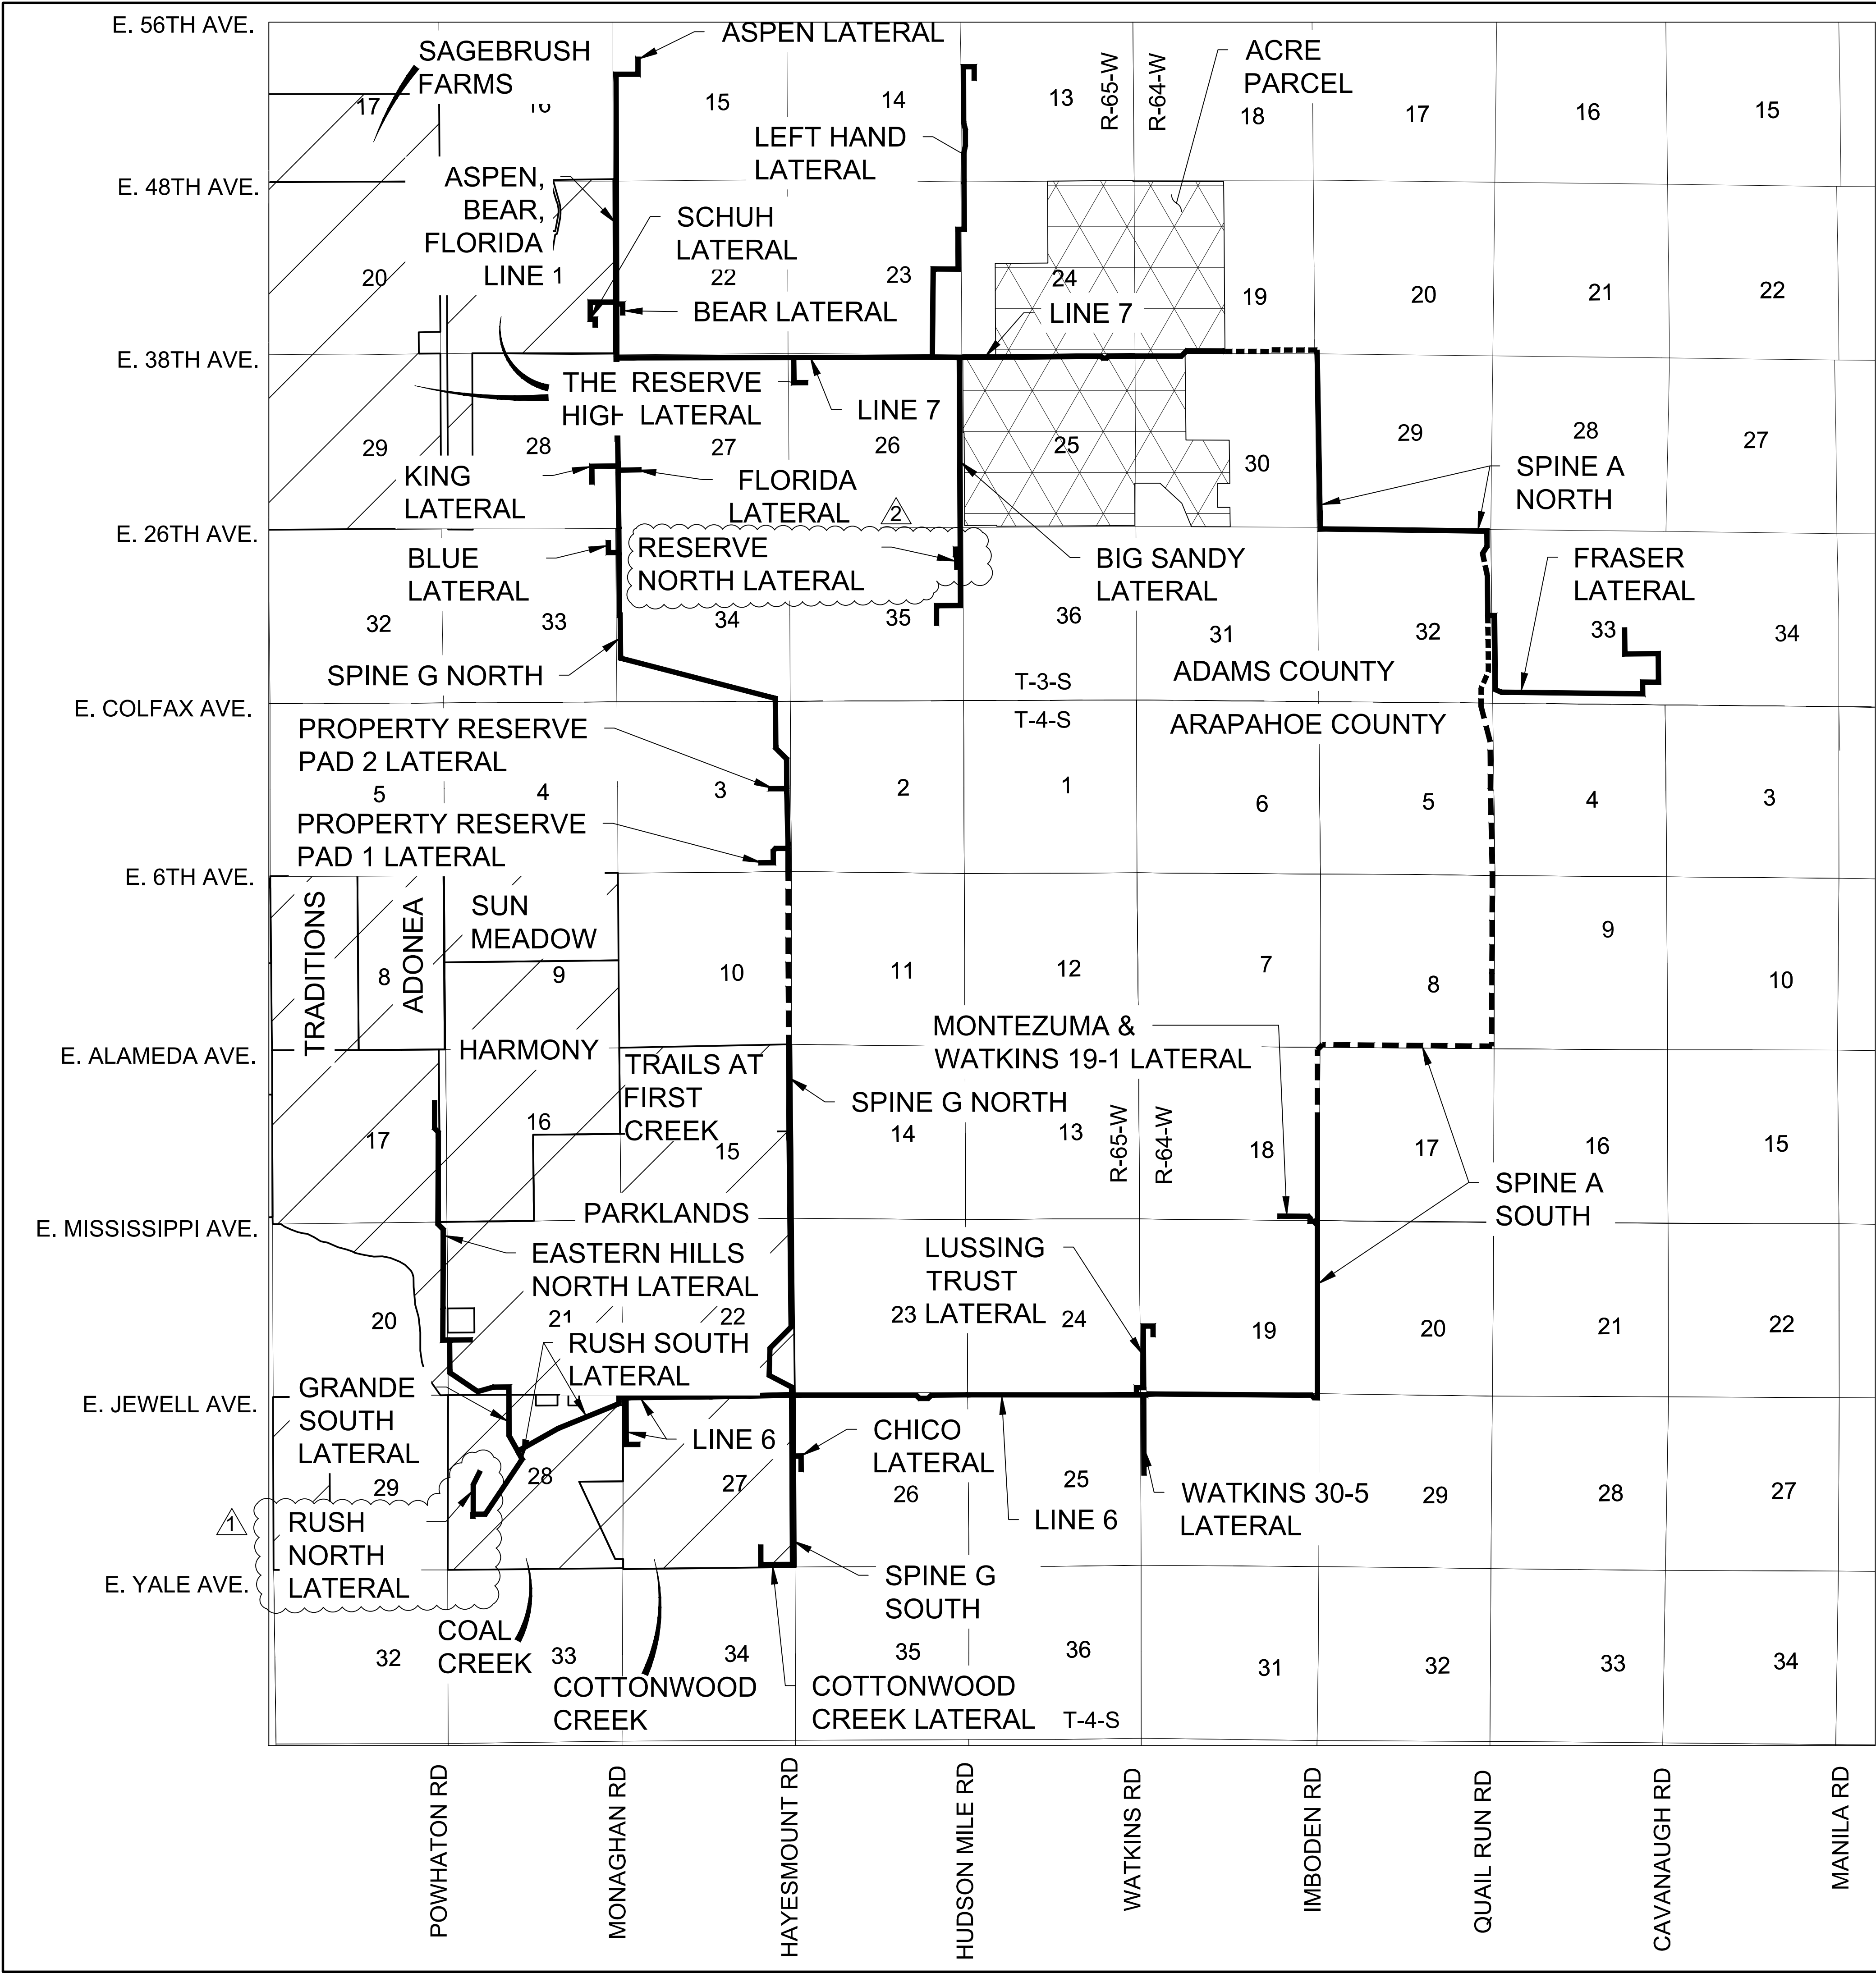 E. 56TH AVE.
SAGEBRUSH
FARMS
ASPEN LATERAL
R-65-W
R-64-W
ACRE
PARCEL
17
15
14
13
18
17
16
15
LEFT HAND
LATERAL
E. 48TH AVE.
ASPEN,
BEAR,
FLORIDA
LINE 1
SCHUH
LATERAL
20
22
23
24
19
20
21
22
BEAR LATERAL
LINE 7
E. 38TH AVE.
THE RESERVE
LATERAL
LINE 7
29
28
27
26
25
30
29
28
27
KING
LATERAL
FLORIDA
LATERAL
SPINE A
NORTH
2
E. 26TH AVE.
BLUE
LATERAL
RESERVE
NORTH LATERAL
BIG SANDY
LATERAL
FRASER
LATERAL
32
33
34
35
36
31
32
33
34
SPINE G NORTH
T-3-S
ADAMS COUNTY
E. COLFAX AVE.
T-4-S
ARAPAHOE COUNTY
PROPERTY RESERVE
PAD 2 LATERAL
5
4
3
2
1
6
5
4
3
PROPERTY RESERVE
PAD 1 LATERAL
E. 6TH AVE.
TRADITIONS
ADONEA
SUN
MEADOW
8
9
10
11
12
7
8
9
10
MONTEZUMA &
WATKINS 19-1 LATERAL
E. ALAMEDA AVE.
HARMONY
TRAILS AT
FIRST
CREEK
SPINE G NORTH
R-65-W
R-64-W
17
16
15
14
13
18
17
16
15
SPINE A
SOUTH
E. MISSISSIPPI AVE.
PARKLANDS
EASTERN HILLS
NORTH LATERAL
LUSSING
TRUST
LATERAL
20
21
22
23
24
19
20
21
22
RUSH SOUTH
LATERAL
E. JEWELL AVE.
GRANDE
SOUTH
LATERAL
LINE 6
CHICO
LATERAL
29
28
27
26
25
29
28
27
LINE 6
WATKINS 30-5
LATERAL
1
RUSH
NORTH
LATERAL
E. YALE AVE.
SPINE G
SOUTH
COAL
CREEK
32
33
34
35
36
31
32
33
34
COTTONWOOD
CREEK
COTTONWOOD
CREEK LATERAL
T-4-S
POWHATON RD
MONAGHAN RD
HAYESMOUNT RD
HUDSON MILE RD
WATKINS RD
IMBODEN RD
QUAIL RUN RD
CAVANAUGH RD
MANILA RD